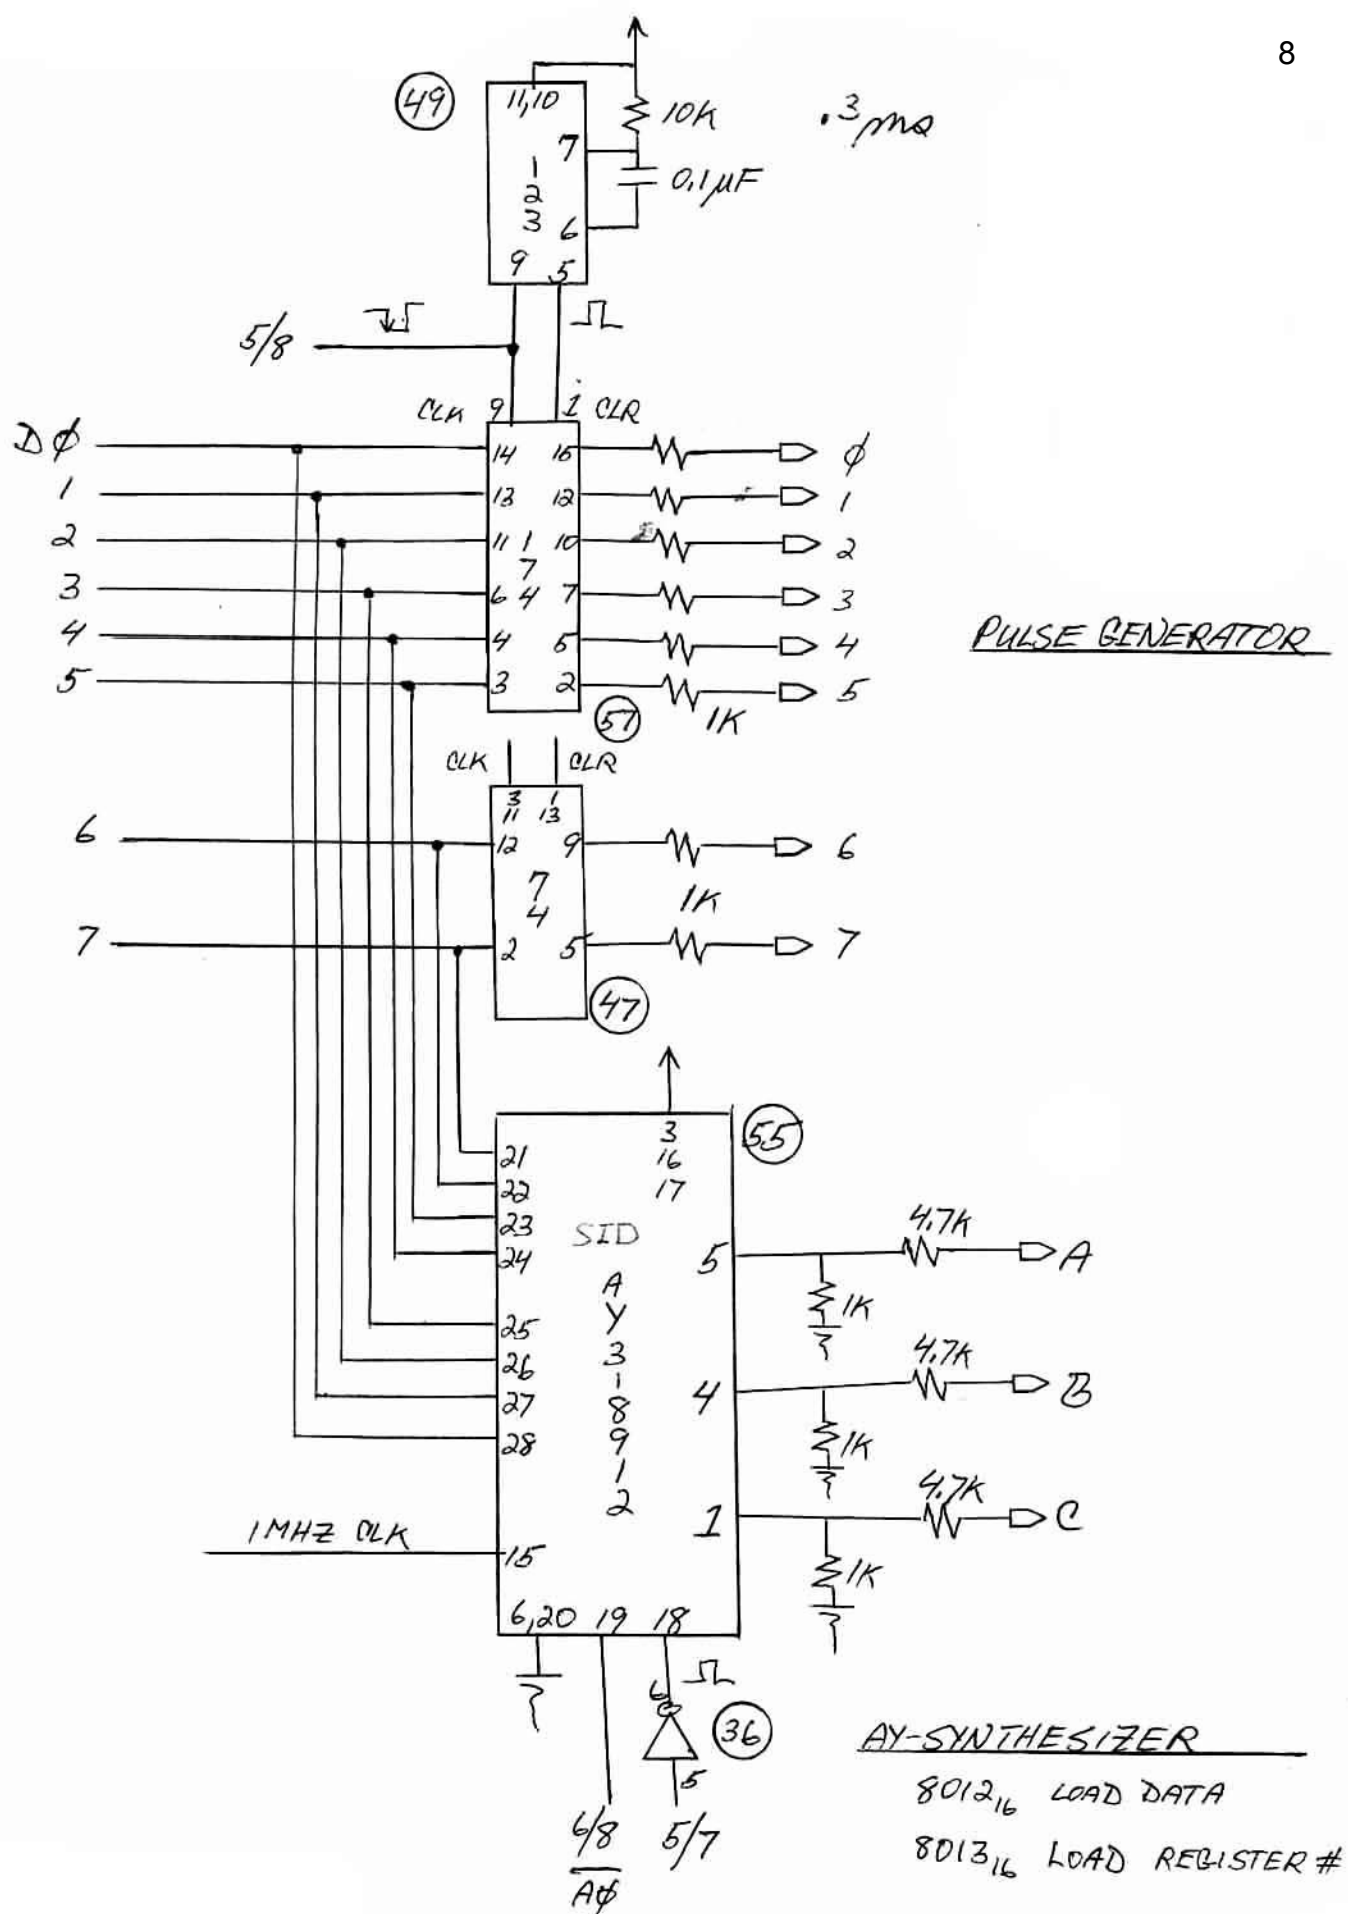 8
49
11,10
10K
.3ms
7
1
2
3
0.1µF
6
9 5
5/8
CLK 9 1 CLR
DØ 14 15 Ø
1 13 12 1
2 11 10 2
3 6 7 3
4 4 5 4
5 3 2 5
1
7
4
1K
57
PULSE GENERATOR
CLK CLR
3 1
11 13
6 12 9 6
7
4
1K
7 2 5 7
47
55
3
16
17
21
22
23
24
25
26
27
28
SID
A
Y
3
1
8
9
1
2
5 4.7K A
1K
4 4.7K B
1K
1 4.7K C
1K
1MHZ CLK 15
6,20 19 18
6
36
5
6/8 5/7
AØ
AY-SYNTHESIZER
8012₁₆ LOAD DATA
8013₁₆ LOAD REGISTER #